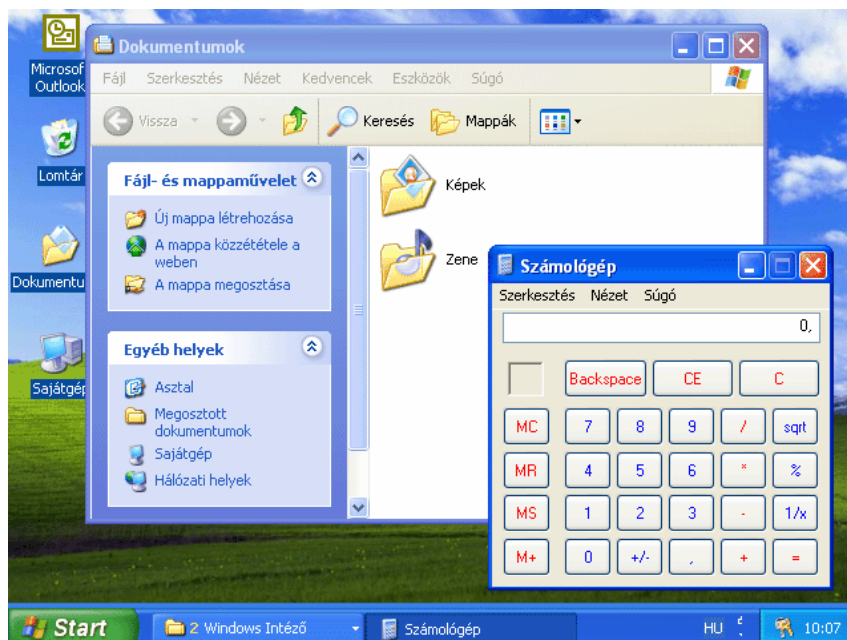 Microsof
Outlook
Lomtár
Dokumentu
Sajátgép
Dokumentumok
Fájl Szerkesztés Nézet Kedvencek Eszközök Súgó
Vissza Keresés Mappák
Fájl- és mappaművelet
Új mappa létrehozása
A mappa közzététele a
weben
A mappa megosztása
Egyéb helyek
Asztal
Megosztott
dokumentumok
Sajátgép
Hálózati helyek
Képek
Zene
Számológép
Szerkesztés Nézet Súgó
0,
Backspace CE C
MC 7 8 9 / sqrt
MR 4 5 6 * %
MS 1 2 3 - 1/x
M+ 0 +/- , + =
Start 2 Windows Intéző Számológép HU 10:07